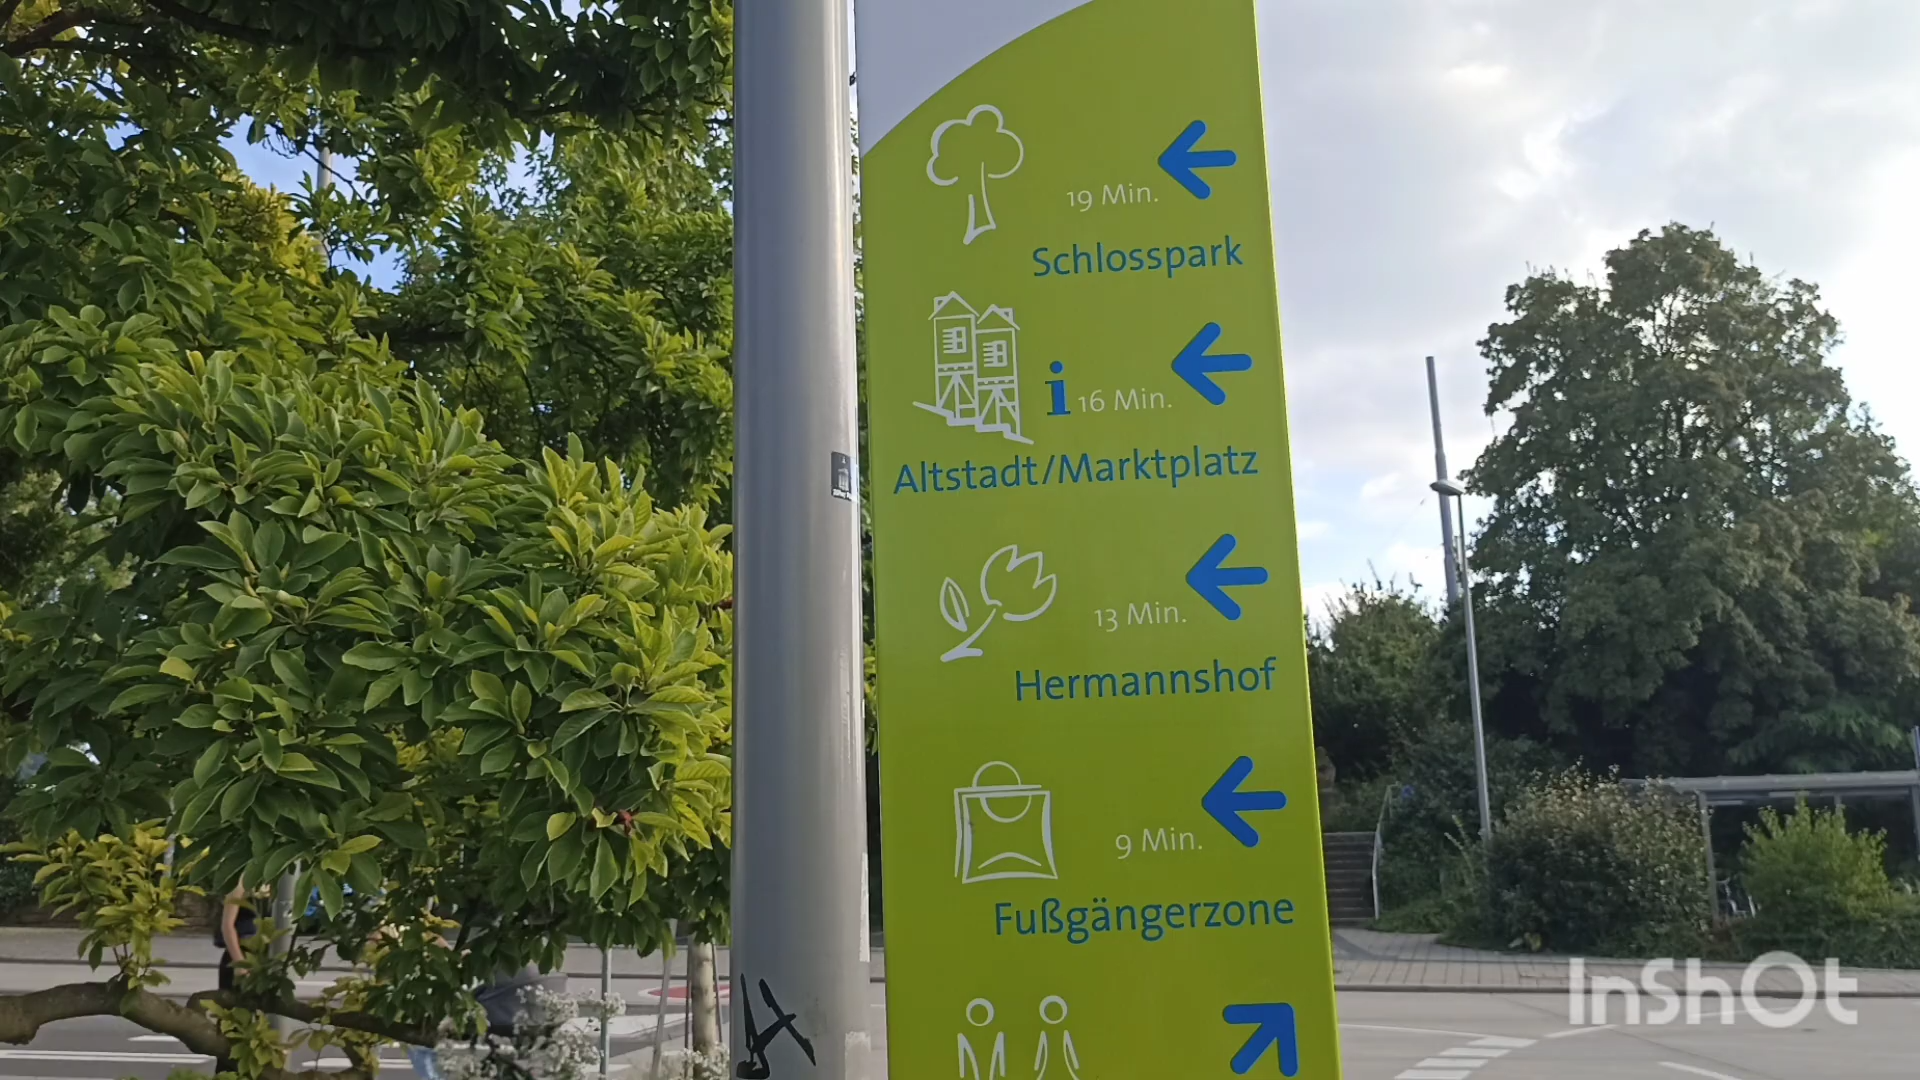 19 Min.
Schlosspark
i 16 Min.
Altstadt/Marktplatz
13 Min.
Hermannshof
9 Min.
Fußgängerzone
InShOt